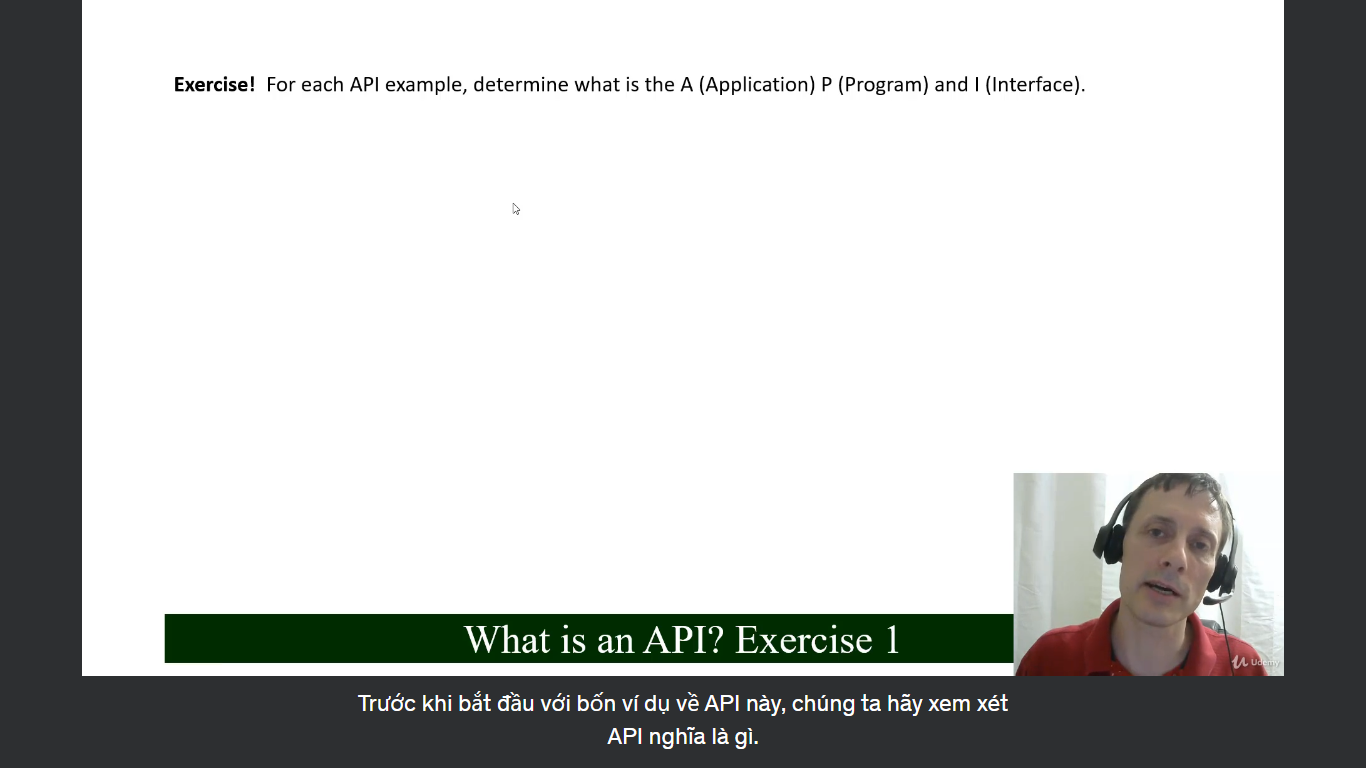 Exercise! For each API example, determine what is the A (Application) P (Program) and I (Interface).
What is an API? Exercise 1
Udemy
Trước khi bắt đầu với bốn ví dụ về API này, chúng ta hãy xem xét
API nghĩa là gì.